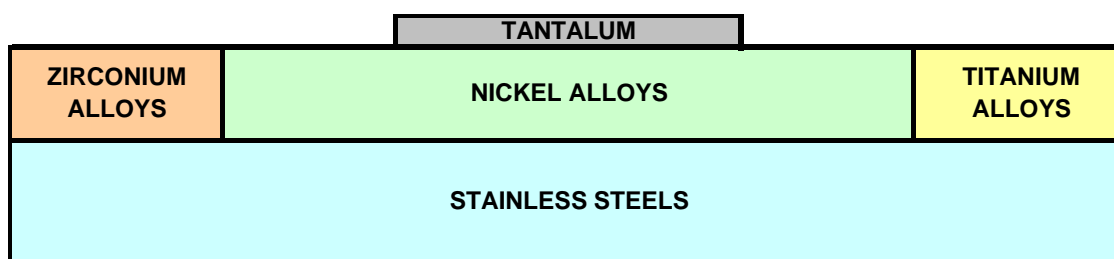 TANTALUM
ZIRCONIUM
ALLOYS
NICKEL ALLOYS
TITANIUM
ALLOYS
STAINLESS STEELS